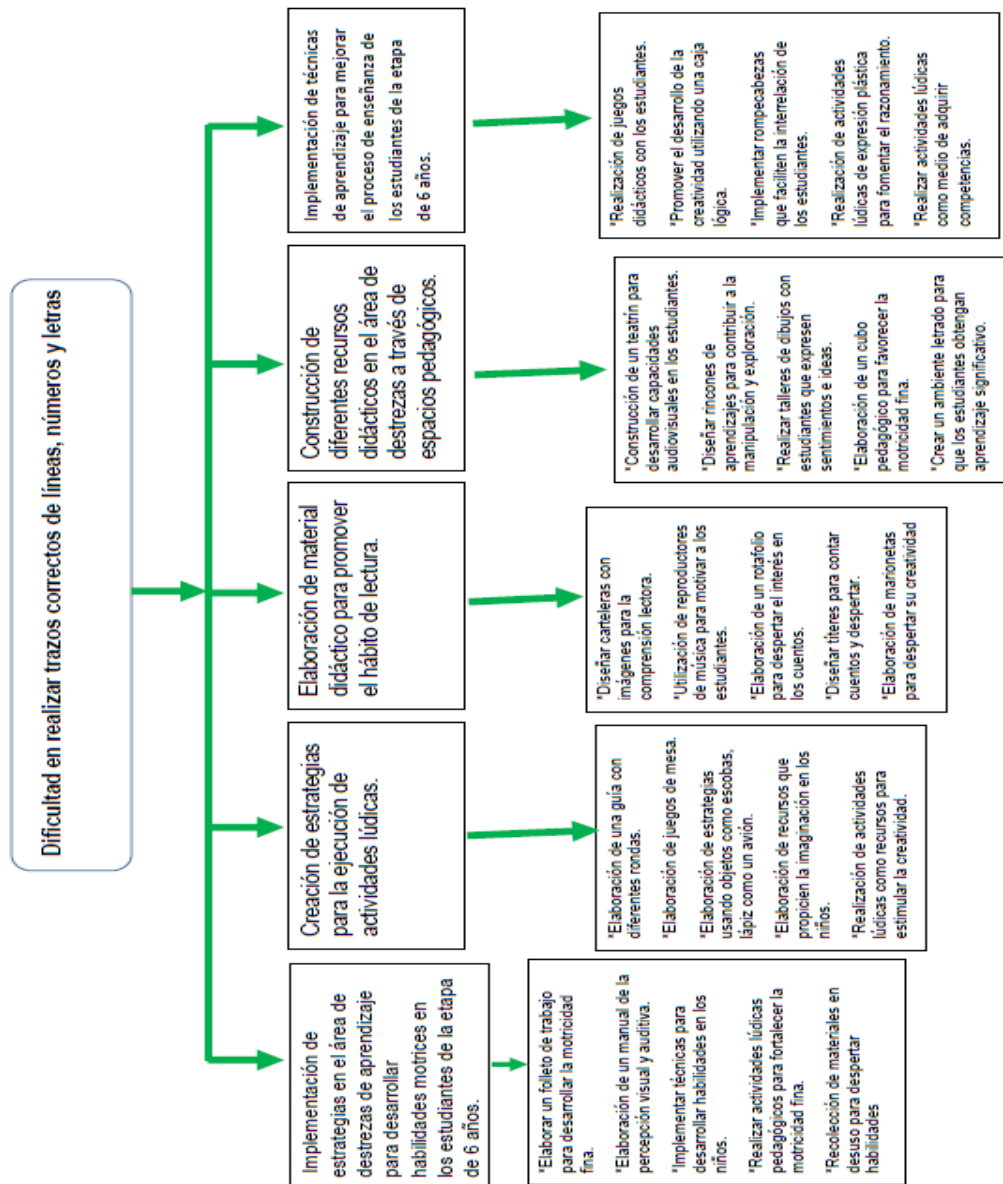 Dificultad en realizar trazos correctos de líneas, números y letras
Implementación de
estrategias en el área de
destrezas de aprendizaje
para desarrollar
habilidades motrices en
los estudiantes de la etapa
de 6 años.
Creación de estrategias
para la ejecución de
actividades lúdicas.
Elaboración de material
didáctico para promover
el hábito de lectura.
Construcción de
diferentes recursos
didácticos en el área de
destrezas a través de
espacios pedagógicos.
Implementación de técnicas
de aprendizaje para mejorar
el proceso de enseñanza de
los estudiantes de la etapa
de 6 años.
*Elaborar un folleto de trabajo
para desarrollar la motricidad
fina.
*Elaboración de un manual de la
percepción visual y auditiva.
*Implementar técnicas para
desarrollar habilidades en los
niños.
*Realizar actividades lúdicas
pedagógicos para fortalecer la
motricidad fina.
*Recolección de materiales en
desuso para despertar
habilidades
*Elaboración de una guía con
diferentes rondas.
*Elaboración de juegos de mesa.
*Elaboración de estrategias
usando objetos como escobas,
lápiz como un avión.
*Elaboración de recursos que
propicien la imaginación en los
niños.
*Realización de actividades
lúdicas como recursos para
estimular la creatividad.
*Diseñar carteleras con
imágenes para la
comprensión lectora.
*Utilización de reproductores
de música para motivar a los
estudiantes.
*Elaboración de un rotafolio
para despertar el interés en
los cuentos.
*Diseñar títeres para contar
cuentos y despertar.
*Elaboración de marionetas
para despertar su creatividad
*Construcción de un teatrín para
desarrollar capacidades
audiovisuales en los estudiantes.
*Diseñar rincones de
aprendizajes para contribuir a la
manipulación y exploración.
*Realizar talleres de dibujos con
estudiantes que expresen
sentimientos e ideas.
*Elaboración de un cubo
pedagógico para favorecer la
motricidad fina.
*Crear un ambiente letrado para
que los estudiantes obtengan
aprendizaje significativo.
*Realización de juegos
didácticos con los estudiantes.
*Promover el desarrollo de la
creatividad utilizando una caja
lógica.
*Implementar rompecabezas
que faciliten la interrelación de
los estudiantes.
*Realización de actividades
lúdicas de expresión plástica
para fomentar el razonamiento.
*Realizar actividades lúdicas
como medio de adquirir
competencias.